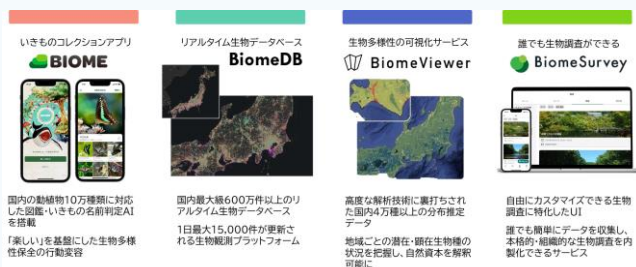 いきものコレクションアプリ
BIOME
国内の動植物10万種類に対応
した図鑑・いきもの名前判定AI
を搭載
「楽しい」を基盤にした生物多様
性保全の行動変容
リアルタイム生物データベース
BiomeDB
国内最大級600万件以上のリ
アルタイム生物データベース
1日最大15,000件が更新さ
れる生物観測プラットフォーム
生物多様性の可視化サービス
BiomeViewer
高度な解析技術に裏打ちされ
た国内4万種以上の分布推定
データ
地域ごとの潜在・顕在生物種の
状況を把握し、自然資本を解釈
可能に
誰でも生物調査ができる
BiomeSurvey
自由にカスタマイズできる生物
調査に特化したUI
誰でも簡単にデータを収集し、
本格的・組織的な生物調査を内
製化できるサービス